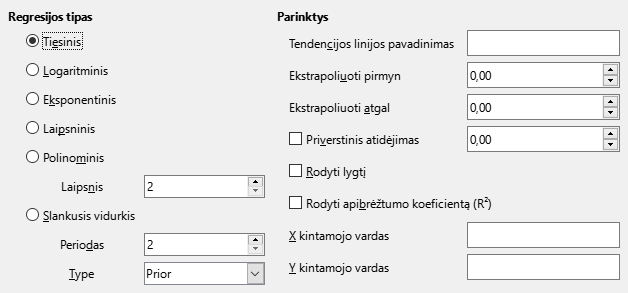 Regresijos tipas
Tiesinis
Logaritminis
Eksponentinis
Laipsninis
Polinominis
Laipsnis 2
Slankusis vidurkis
Periodas 2
Type Prior
Parinktys
Tendencijos linijos pavadinimas
Ekstrapoliuoti pirmyn 0,00
Ekstrapoliuoti atgal 0,00
Priverstinis atidėjimas 0,00
Rodyti lygtį
Rodyti apibrėžtumo koeficientą (R²)
X kintamojo vardas
Y kintamojo vardas